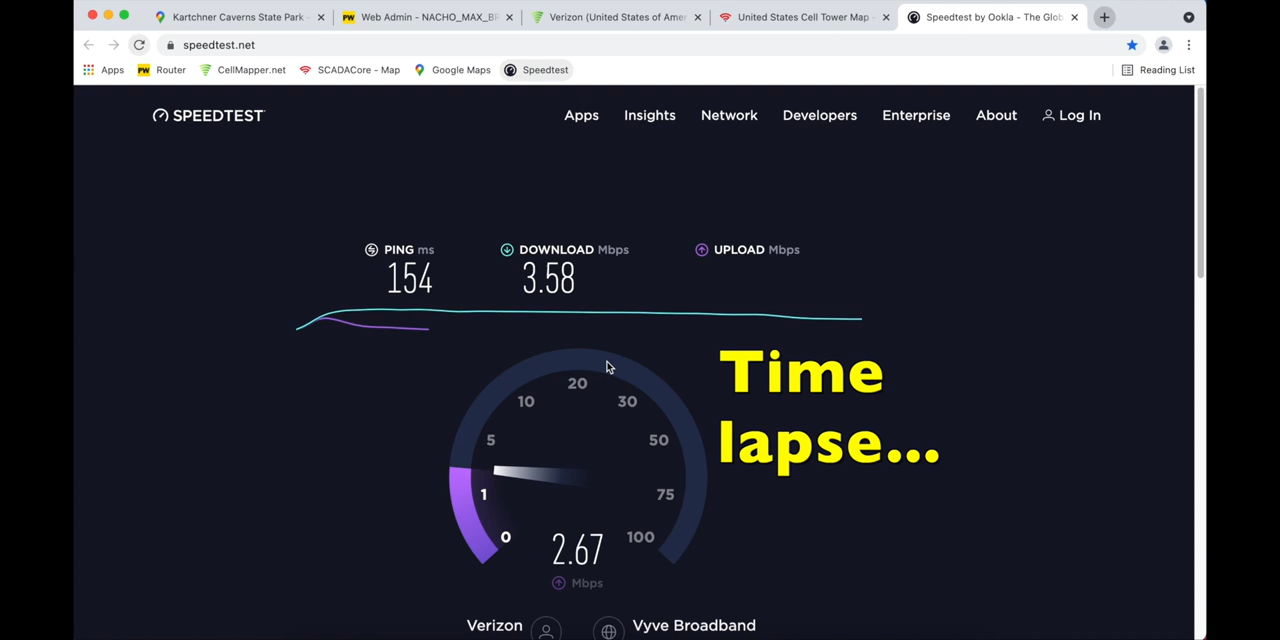 Kartchner Caverns State Park -
Web Admin - NACHO_MAX_BR
Verizon (United States of Amer
United States Cell Tower Map -
Speedtest by Ookla - The Glob
speedtest.net
Apps
PW Router
CellMapper.net
SCADACore - Map
Google Maps
Speedtest
Reading List
SPEEDTEST
Apps
Insights
Network
Developers
Enterprise
About
Log In
PING ms
154
DOWNLOAD Mbps
3.58
UPLOAD Mbps
Time
lapse...
0
1
5
10
20
30
50
75
100
2.67
Mbps
Verizon
Vyve Broadband